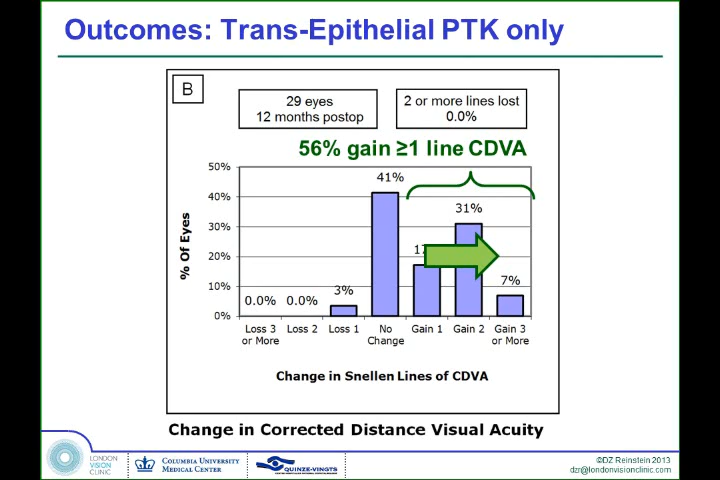 Outcomes: Trans-Epithelial PTK only
B
29 eyes
12 months postop
2 or more lines lost
0.0%
56% gain ≥1 line CDVA
50%
40%
30%
20%
10%
0%
% Of Eyes
0.0%
0.0%
3%
41%
31%
7%
Loss 3
or More
Loss 2
Loss 1
No
Change
Gain 1
Gain 2
Gain 3
or More
Change in Snellen Lines of CDVA
Change in Corrected Distance Visual Acuity
LONDON
VISION
CLINIC
COLUMBIA UNIVERSITY
MEDICAL CENTER
QUINZE-VINGTS
©DZ Reinstein 2013
dzr@londonvisionclinic.com